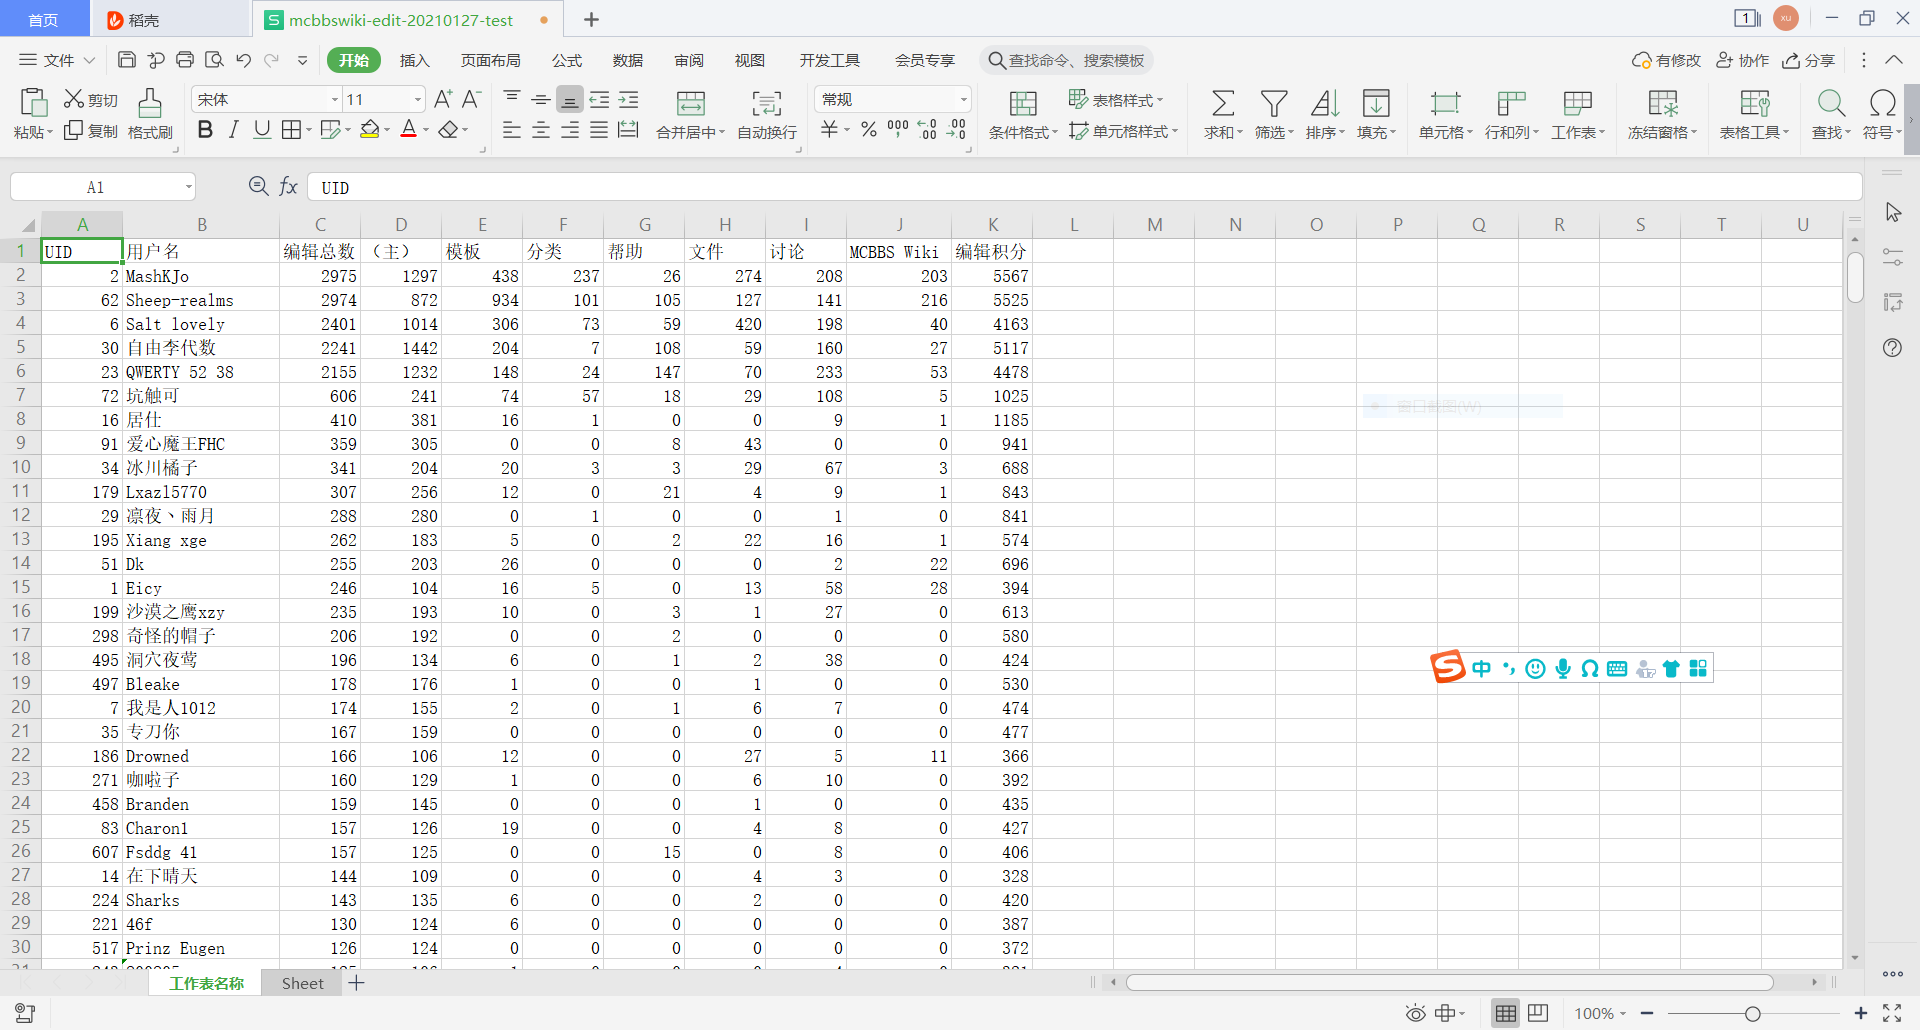 首页 稻壳 S mcbbswiki-edit-20210127-test 1 XU
文件 开始 插入 页面布局 公式 数据 审阅 视图 开发工具 会员专享 查找命令、搜索模板 有修改 协作 分享
剪切 宋体 11 常规 表格样式
粘贴 复制 格式刷 合并居中 自动换行 条件格式 单元格样式 求和 筛选 排序 填充 单元格 行和列 工作表 冻结窗格 表格工具 查找 符号
A1 fx UID
A B C D E F G H I J K L M N O P Q R S T U
1 UID 用户名 编辑总数 （主） 模板 分类 帮助 文件 讨论 MCBBS Wiki 编辑积分
2 2 MashKJo 2975 1297 438 237 26 274 208 203 5567
3 62 Sheep-realms 2974 872 934 101 105 127 141 216 5525
4 6 Salt lovely 2401 1014 306 73 59 420 198 40 4163
5 30 自由李代数 2241 1442 204 7 108 59 160 27 5117
6 23 QWERTY 52 38 2155 1232 148 24 147 70 233 53 4478
7 72 坑触可 606 241 74 57 18 29 108 5 1025
8 16 居仕 410 381 16 1 0 0 9 1 1185
9 91 爱心魔王FHC 359 305 0 0 8 43 0 0 941
10 34 冰川橘子 341 204 20 3 3 29 67 3 688
11 179 Lxazl5770 307 256 12 0 21 4 9 1 843
12 29 凛夜丶雨月 288 280 0 1 0 0 1 0 841
13 195 Xiang xge 262 183 5 0 2 22 16 1 574
14 51 Dk 255 203 26 0 0 0 2 22 696
15 1 Eicy 246 104 16 5 0 13 58 28 394
16 199 沙漠之鹰xzy 235 193 10 0 3 1 27 0 613
17 298 奇怪的帽子 206 192 0 0 2 0 0 0 580
18 495 洞穴夜莺 196 134 6 0 1 2 38 0 424
19 497 Bleake 178 176 1 0 0 1 0 0 530
20 7 我是人1012 174 155 2 0 1 6 7 0 474
21 35 专刀你 167 159 0 0 0 0 0 0 477
22 186 Drowned 166 106 12 0 0 27 5 11 366
23 271 咖啦子 160 129 1 0 0 6 10 0 392
24 458 Branden 159 145 0 0 0 1 0 0 435
25 83 Charon1 157 126 19 0 0 4 8 0 427
26 607 Fsddg 41 157 125 0 0 15 0 8 0 406
27 14 在下晴天 144 109 0 0 0 4 3 0 328
28 224 Sharks 143 135 6 0 0 2 0 0 420
29 221 46f 130 124 6 0 0 0 0 0 387
30 517 Prinz Eugen 126 124 0 0 0 0 0 0 372
窗口截图(W)
S 中
工作表名称 Sheet
100%